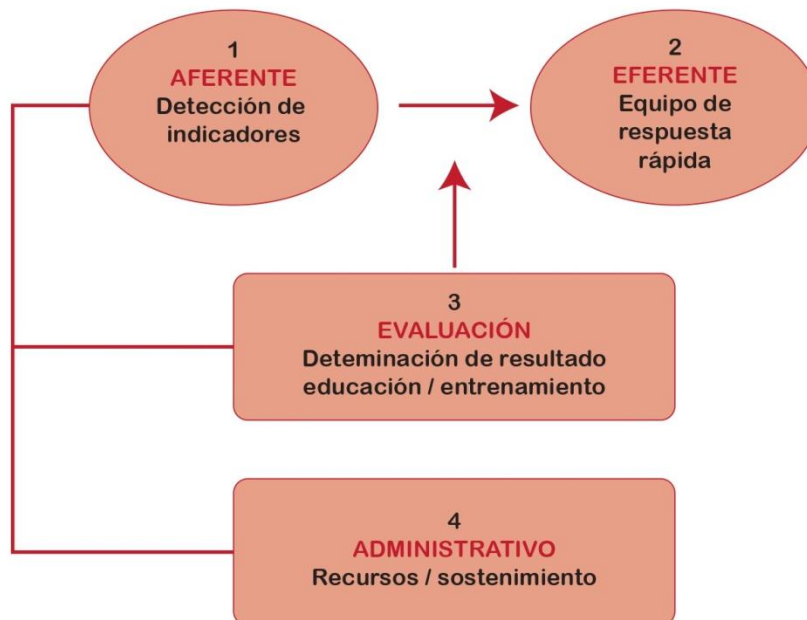 1
AFERENTE
Detección de
indicadores
2
EFERENTE
Equipo de
respuesta
rápida
3
EVALUACIÓN
Deteminación de resultado
educación / entrenamiento
4
ADMINISTRATIVO
Recursos / sostenimiento